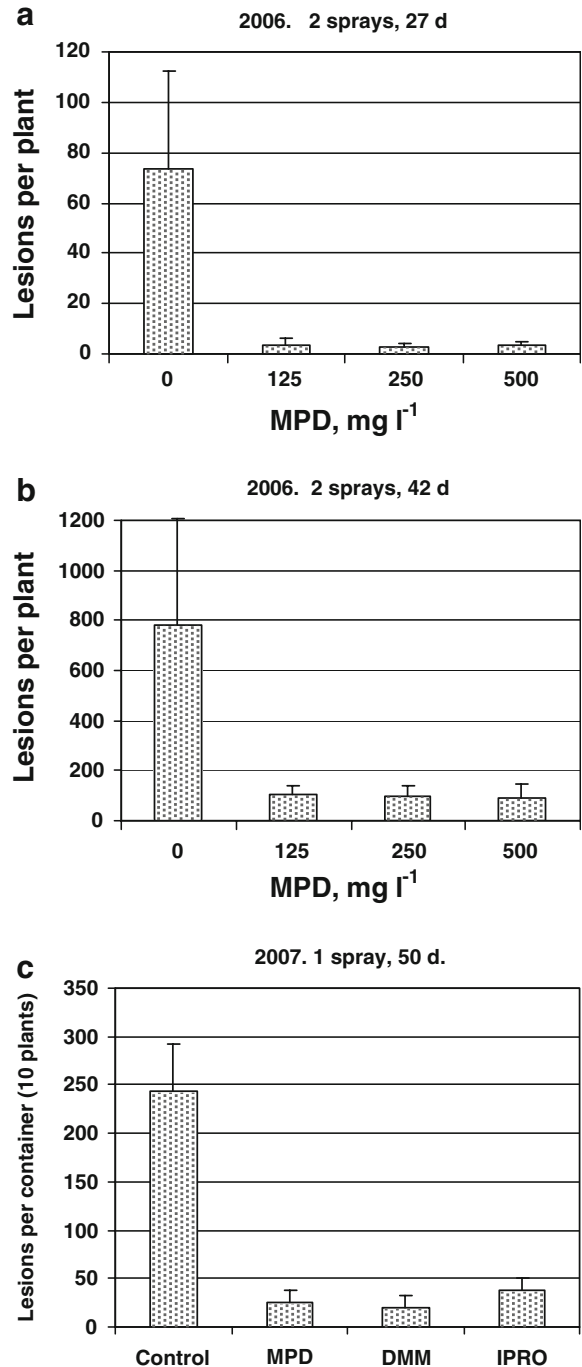 a
2006. 2 sprays, 27 d
Lesions per plant
120
100
80
60
40
20
0
0 125 250 500
MPD, mg l⁻¹
b
2006. 2 sprays, 42 d
Lesions per plant
1200
1000
800
600
400
200
0
0 125 250 500
MPD, mg l⁻¹
c
2007. 1 spray, 50 d.
Lesions per container (10 plants)
350
300
250
200
150
100
50
0
Control MPD DMM IPRO